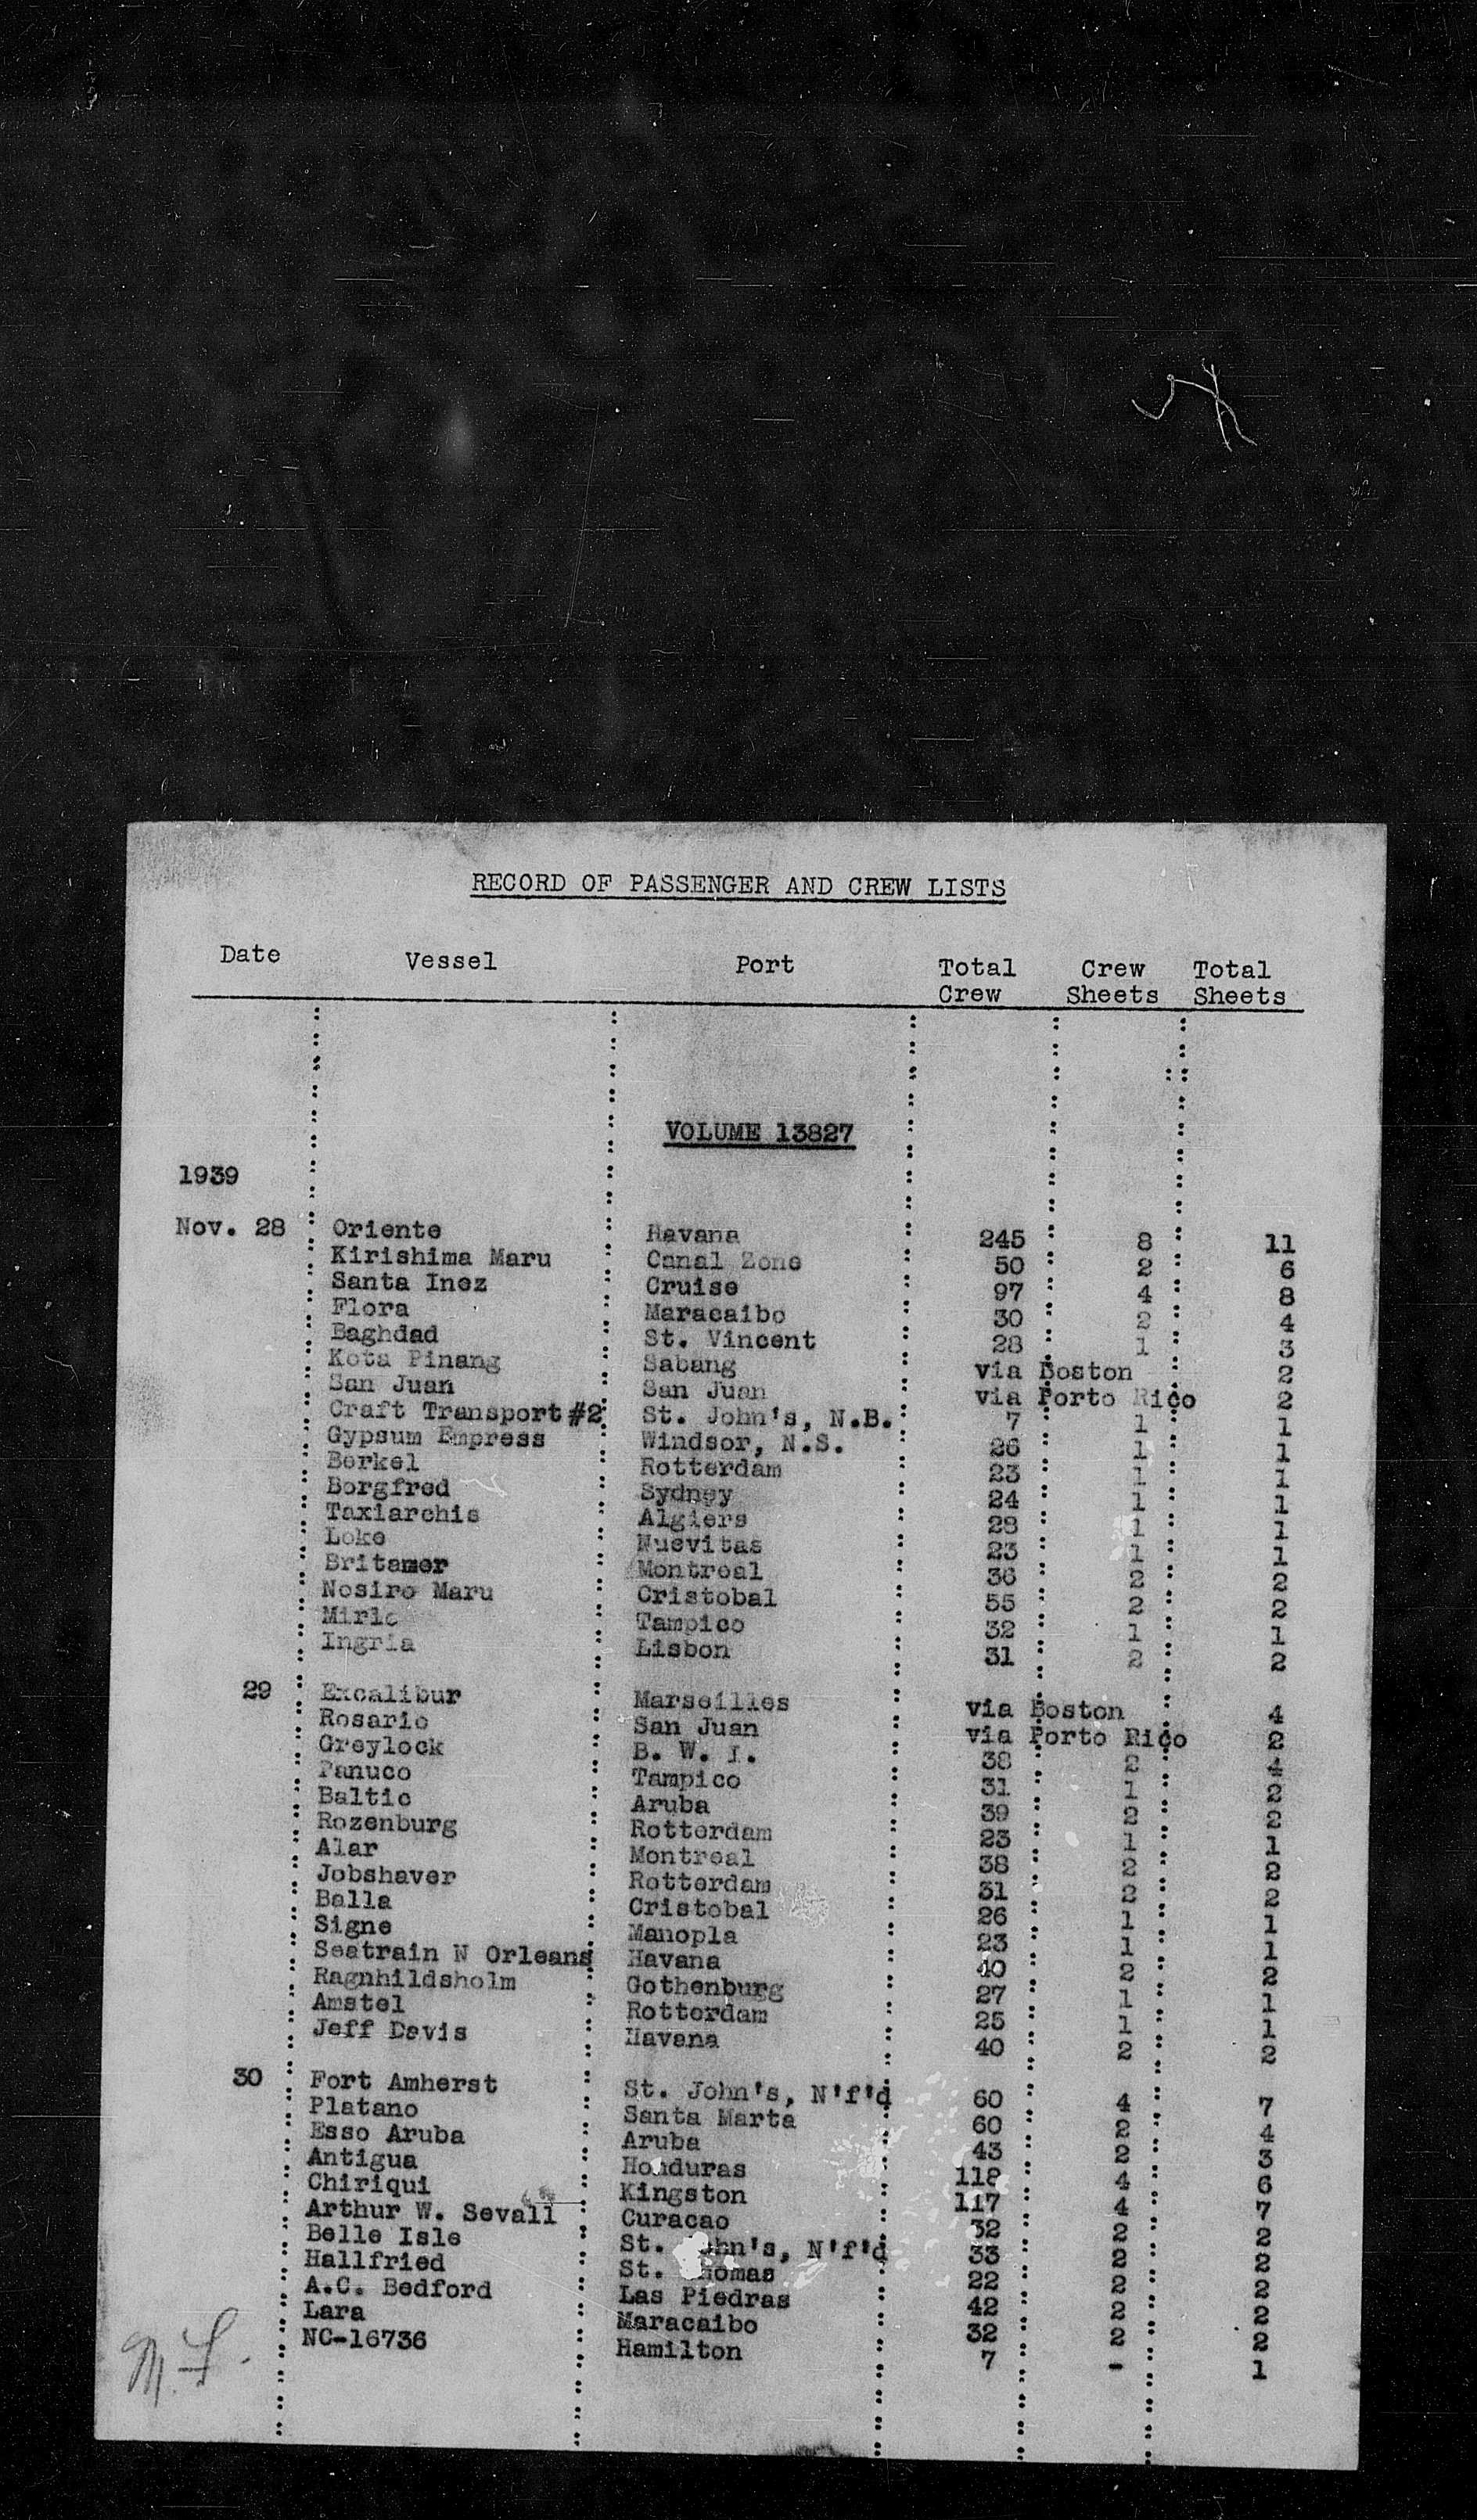 RECORD OF PASSENGER AND CREW LISTS
Date Vessel Port Total Crew Crew Sheets Total Sheets
VOLUME 13827
1939
Nov. 28 Oriente Havana 245 8 11
Kirishima Maru Canal Zone 50 2 6
Santa Inez Cruise 97 4 8
Flora Maracaibo 30 2 4
Baghdad St. Vincent 28 1 3
Kota Pinang Sabang via Boston 2
San Juan San Juan via Porto Rico 2
Craft Transport #2 St. John's, N.B. 7 1 1
Gypsum Empress Windsor, N.S. 26 1 1
Berkel Rotterdam 23 1 1
Borgfred Sydney 24 1 1
Taxiarchis Algiers 28 1 1
Loke Nuevitas 23 1 1
Britamer Montreal 36 2 2
Nosiro Maru Cristobal 55 2 2
Mirlo Tampico 32 1 1
Ingria Lisbon 31 2 2
29 Excalibur Marseilles via Boston 4
Rosario San Juan via Porto Rico 2
Greylock B. W. I. 38 2 4
Panuco Tampico 31 1 2
Baltic Aruba 39 2 2
Rozenburg Rotterdam 23 1 1
Alar Montreal 38 2 2
Jobshaver Rotterdam 31 2 2
Balla Cristobal 26 1 1
Signe Manopla 23 1 1
Seatrain N Orleans Havana 40 2 2
Ragnhildsholm Gothenburg 27 1 1
Amstel Rotterdam 25 1 1
Jeff Davis Havana 40 2 2
30 Fort Amherst St. John's, N'f'd 60 4 7
Platano Santa Marta 60 2 4
Esso Aruba Aruba 43 2 3
Antigua Honduras 118 4 6
Chiriqui Kingston 117 4 7
Arthur W. Sewall Curacao 32 2 2
Belle Isle St. John's, N'f'd 33 2 2
Hallfried St. Thomas 22 2 2
A.C. Bedford Las Piedras 42 2 2
Lara Maracaibo 32 2 2
NC-16736 Hamilton 7 - 1